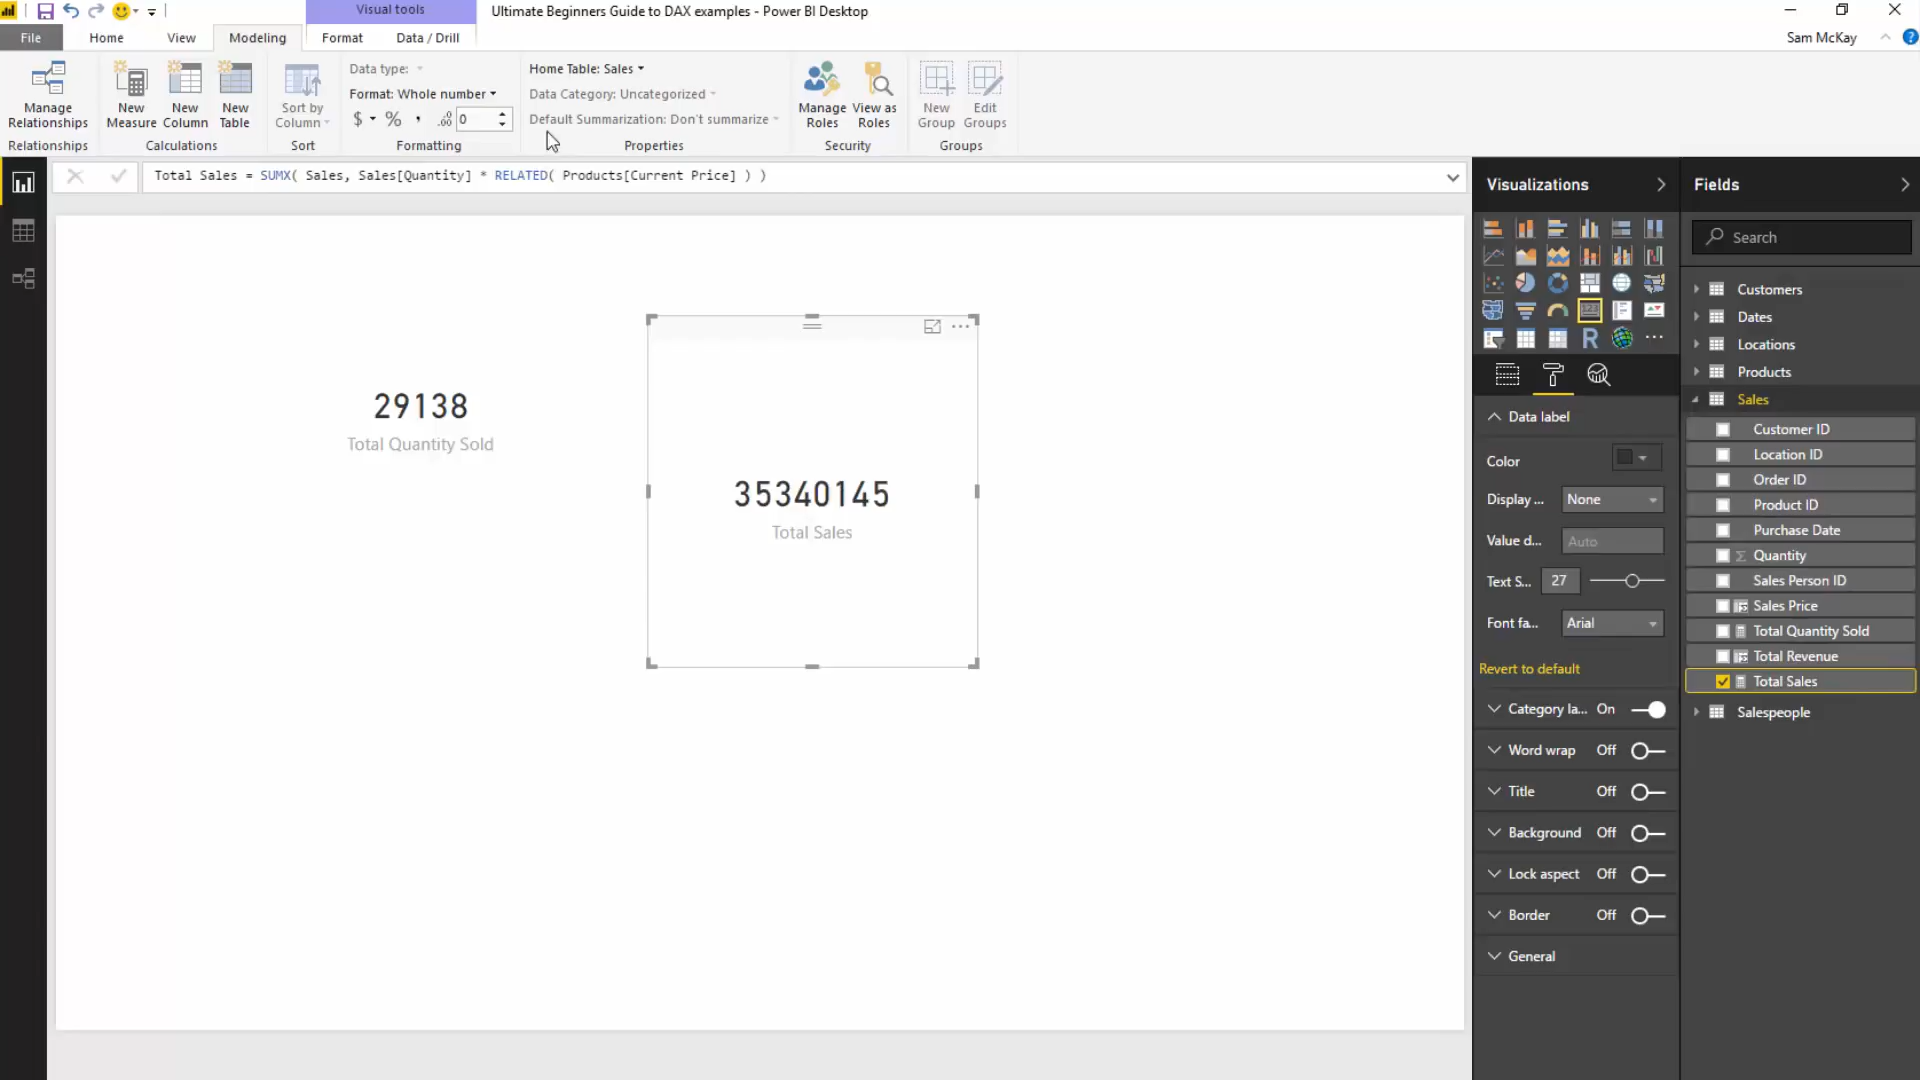 Visual tools
Ultimate Beginners Guide to DAX examples - Power BI Desktop
File
Home
View
Modeling
Format
Data / Drill
Sam McKay
Manage Relationships
New Measure
New Column
New Table
Sort by Column
Data type:
Format: Whole number
$ % , .00 0
Home Table: Sales
Data Category: Uncategorized
Default Summarization: Don't summarize
Manage Roles
View as Roles
New Group
Edit Groups
Relationships
Calculations
Sort
Formatting
Properties
Security
Groups
Total Sales = SUMX( Sales, Sales[Quantity] * RELATED( Products[Current Price] ) )
29138
Total Quantity Sold
35340145
Total Sales
Visualizations
R
Data label
Color
Display ... None
Value d... Auto
Text S... 27
Font fa... Arial
Revert to default
Category la... On
Word wrap Off
Title Off
Background Off
Lock aspect Off
Border Off
General
Fields
Search
Customers
Dates
Locations
Products
Sales
Customer ID
Location ID
Order ID
Product ID
Purchase Date
Σ Quantity
Sales Person ID
Sales Price
Total Quantity Sold
Total Revenue
Total Sales
Salespeople